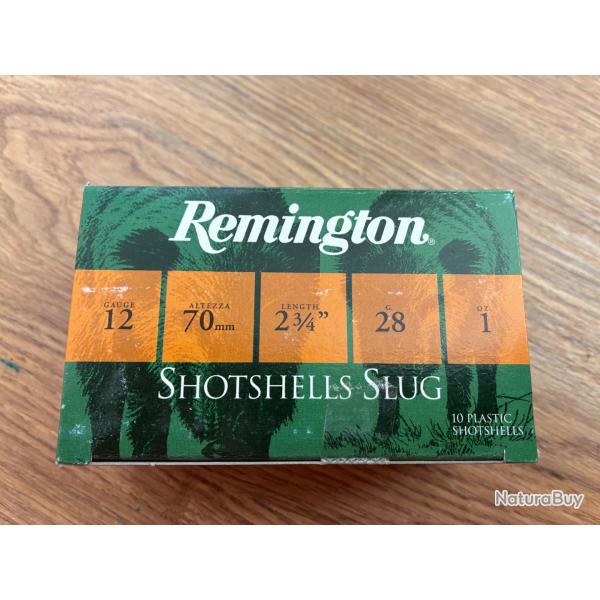 Remington®
GAUGE ALTEZZA LENGTH G. OZ
12 70mm 2 3/4” 28 1
SHOTSHELLS SLUG
10 PLASTIC
SHOTSHELLS
NaturaBuy